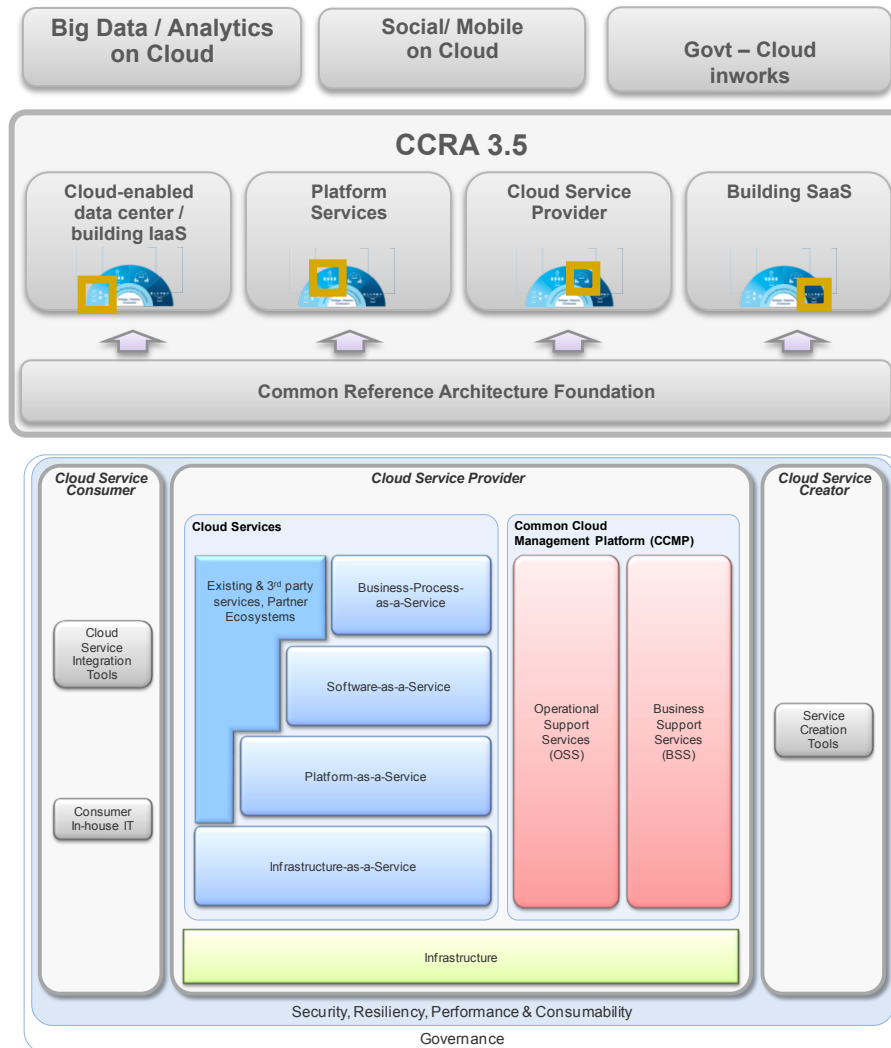 Big Data / Analytics
on Cloud
Social/ Mobile
on Cloud
Govt – Cloud
inworks
CCRA 3.5
Cloud-enabled
data center /
building IaaS
Platform
Services
Cloud Service
Provider
Building SaaS
Common Reference Architecture Foundation
Cloud Service
Consumer
Cloud Service Provider
Cloud Service
Creator
Cloud Services
Common Cloud
Management Platform (CCMP)
Existing & 3rd party
services, Partner
Ecosystems
Business-Process-
as-a-Service
Cloud
Service
Integration
Tools
Software-as-a-Service
Operational
Support
Services
(OSS)
Business
Support
Services
(BSS)
Service
Creation
Tools
Platform-as-a-Service
Consumer
In-house IT
Infrastructure-as-a-Service
Infrastructure
Security, Resiliency, Performance & Consumability
Governance